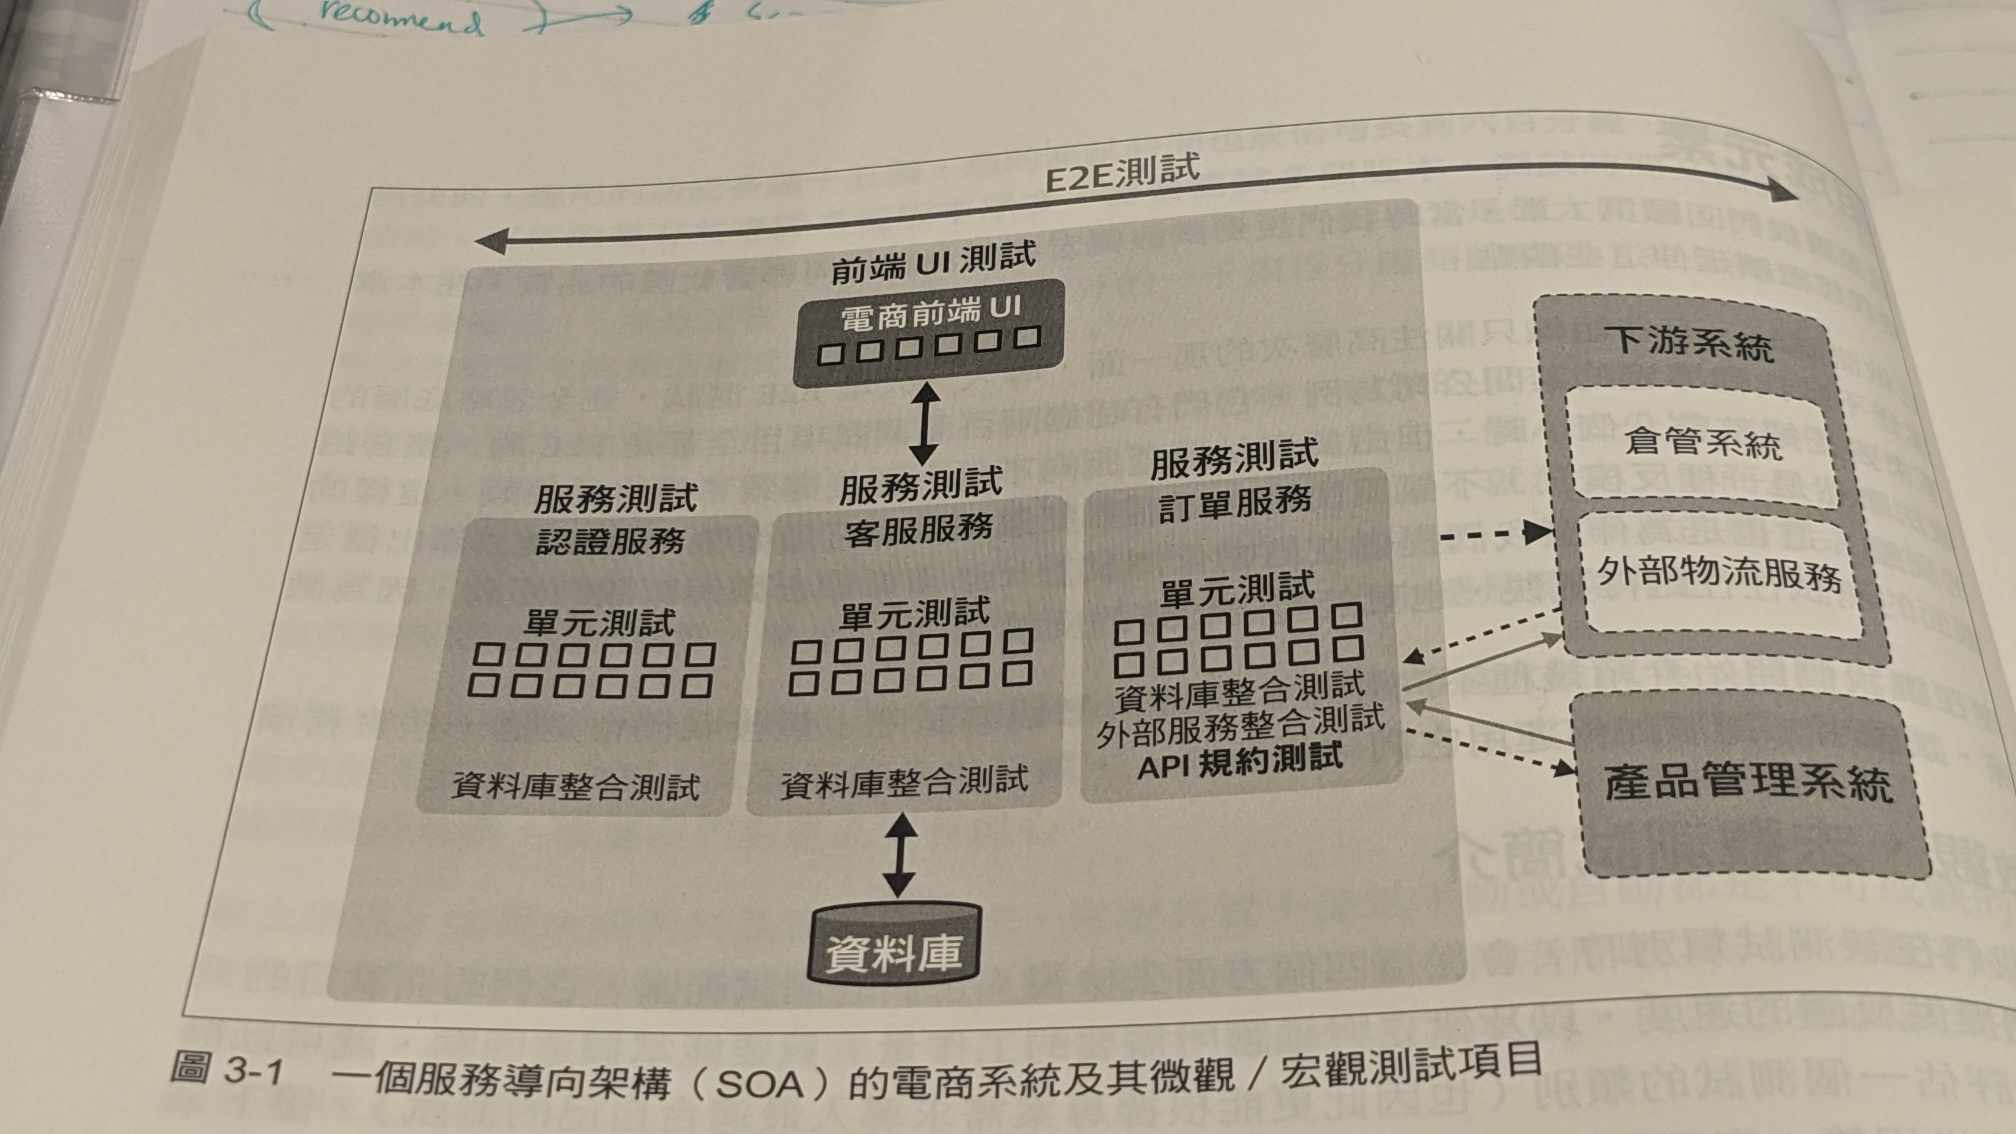 recommend
E2E測試
前端 UI 測試
電商前端 UI
服務測試
認證服務
單元測試
資料庫整合測試
服務測試
客服服務
單元測試
資料庫整合測試
服務測試
訂單服務
單元測試
資料庫整合測試
外部服務整合測試
API 規約測試
資料庫
下游系統
倉管系統
外部物流服務
產品管理系統
圖 3-1 一個服務導向架構（SOA）的電商系統及其微觀 / 宏觀測試項目